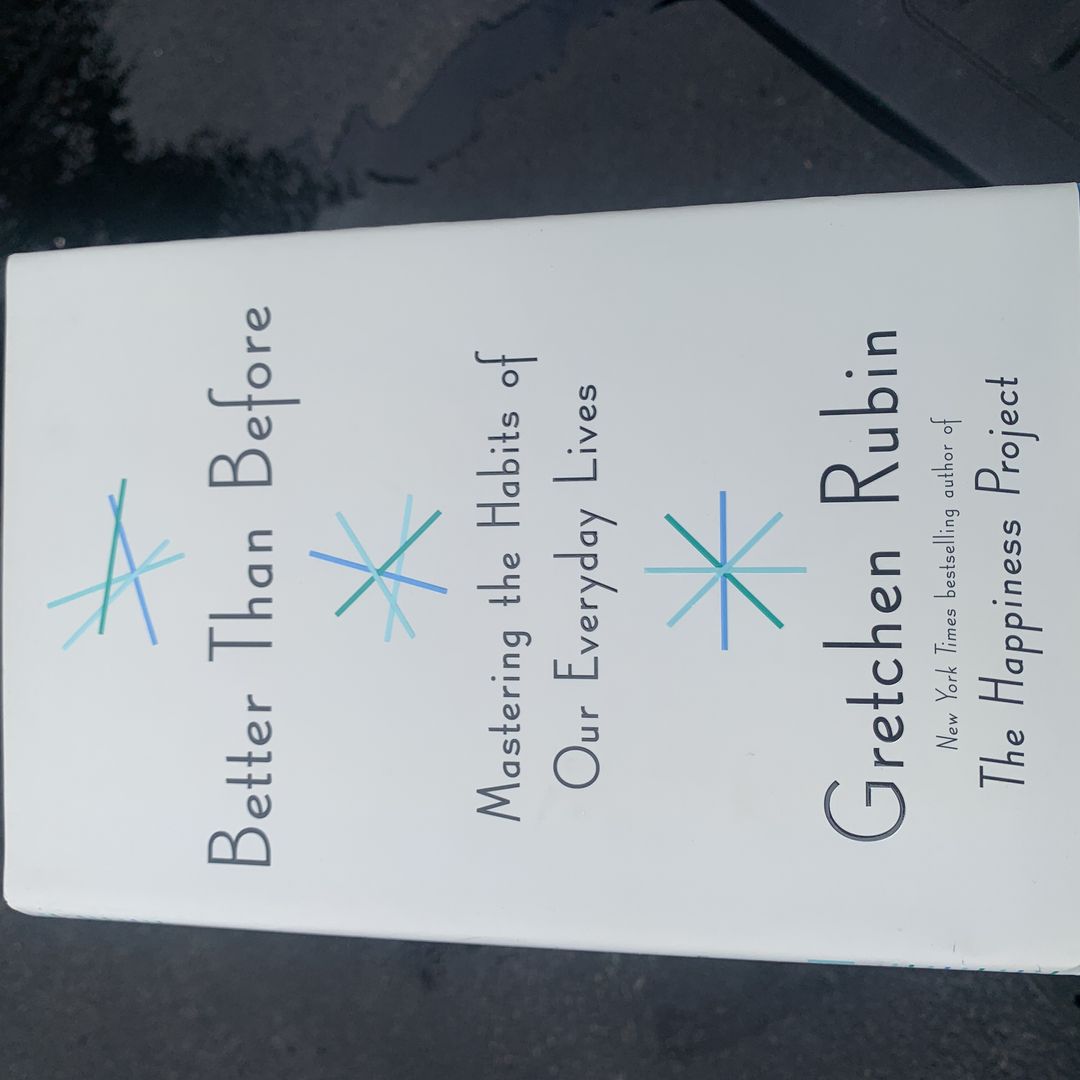 Better Than Before
Mastering the Habits of
Our Everyday Lives
Gretchen Rubin
New York Times bestselling author of
The Happiness Project